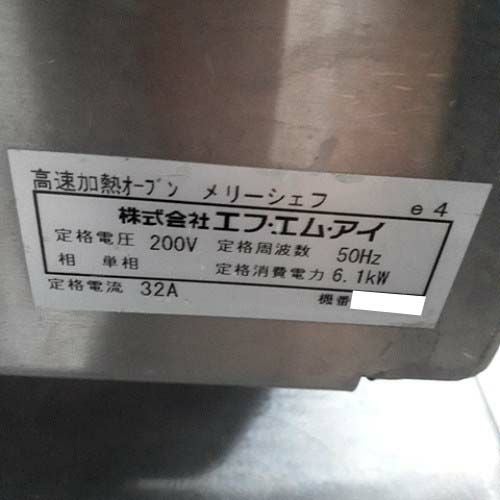 高速加熱オーブン メリーシェフ e4
株式会社エフ・エム・アイ
定格電圧 200V 定格周波数 50Hz
相 単相 定格消費電力 6.1kW
定格電流 32A 機番